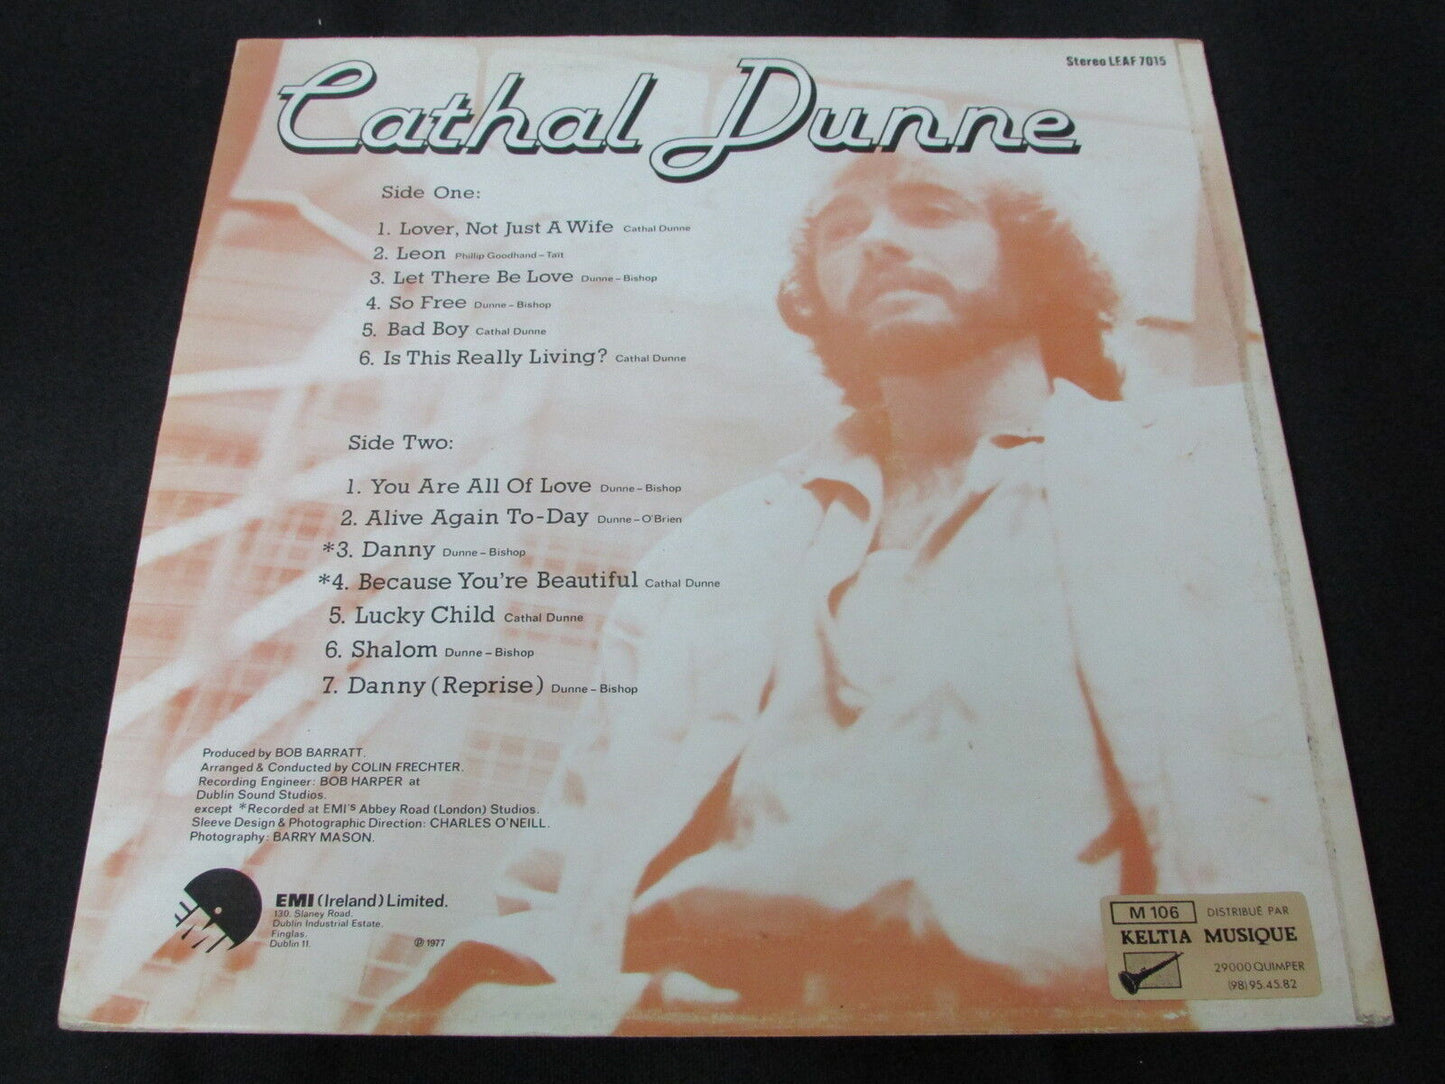 Stereo LEAF 7015
Cathal Dunne
Side One:
1. Lover, Not Just A Wife Cathal Dunne
2. Leon Phillip Goodhand – Tait
3. Let There Be Love Dunne – Bishop
4. So Free Dunne – Bishop
5. Bad Boy Cathal Dunne
6. Is This Really Living? Cathal Dunne
Side Two:
1. You Are All Of Love Dunne – Bishop
2. Alive Again To-Day Dunne – O'Brien
*3. Danny Dunne – Bishop
*4. Because You're Beautiful Cathal Dunne
5. Lucky Child Cathal Dunne
6. Shalom Dunne – Bishop
7. Danny (Reprise) Dunne – Bishop
Produced by BOB BARRATT.
Arranged & Conducted by COLIN FRECHTER.
Recording Engineer: BOB HARPER at
Dublin Sound Studios.
except *Recorded at EMI's Abbey Road (London) Studios.
Sleeve Design & Photographic Direction: CHARLES O'NEILL.
Photography: BARRY MASON.
EMI
EMI (Ireland) Limited.
130, Slaney Road,
Dublin Industrial Estate,
Finglas,
Dublin 11.
℗ 1977
M 106 DISTRIBUÉ PAR
KELTIA MUSIQUE
29000 QUIMPER
(98) 95.45.82